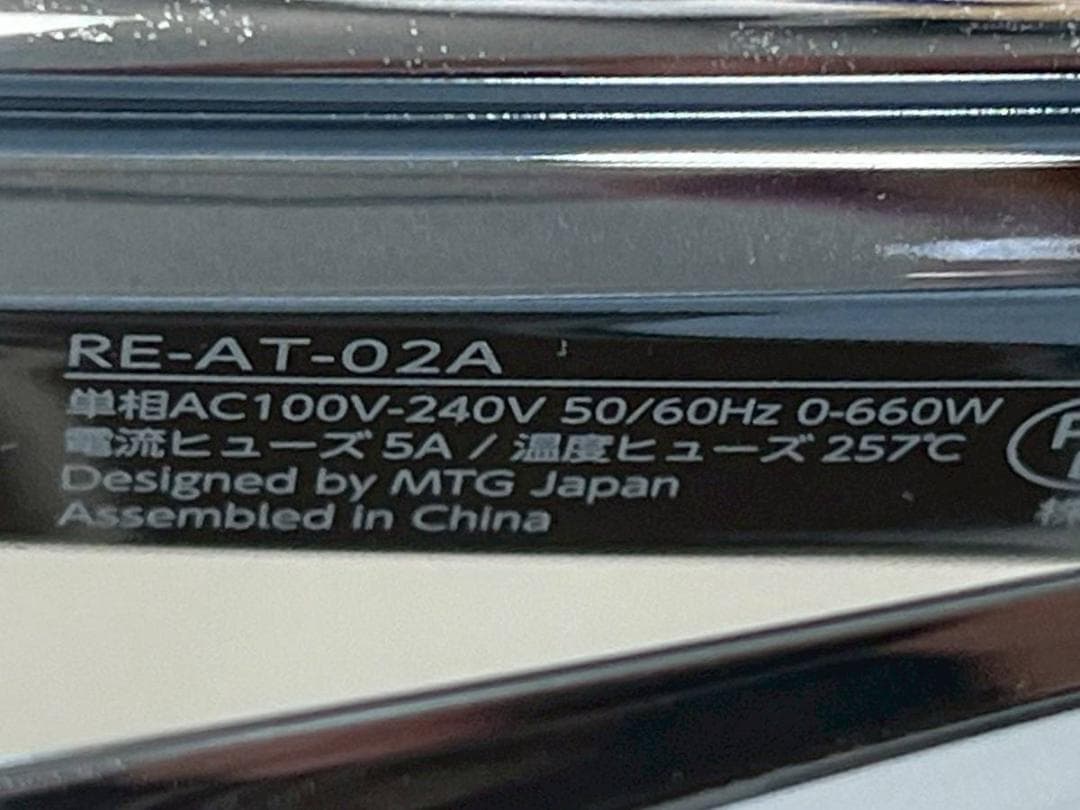 RE-AT-02A
単相AC100V-240V 50/60Hz 0-660W
電流ヒューズ 5A / 温度ヒューズ 257℃
Designed by MTG Japan
Assembled in China